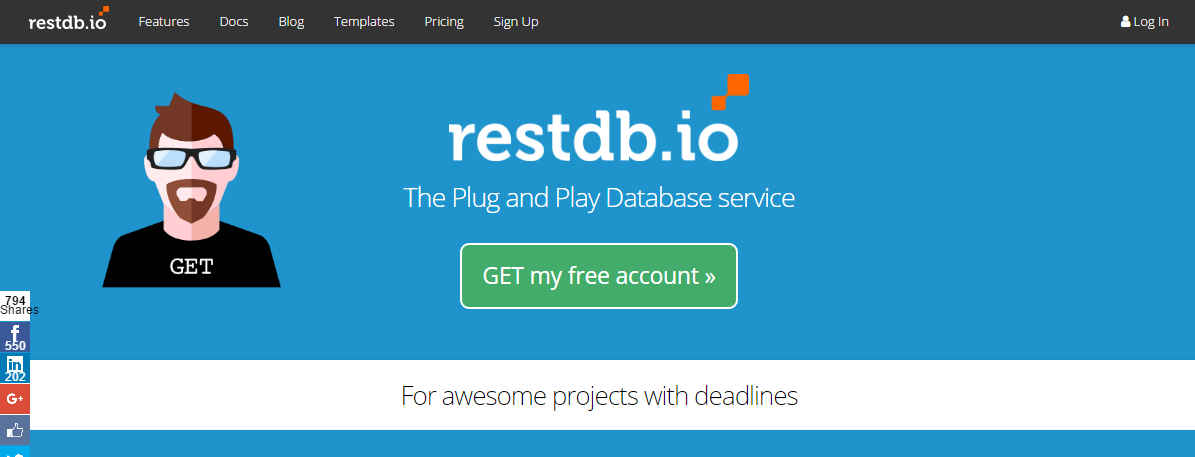 restdb.io Features Docs Blog Templates Pricing Sign Up Log In
restdb.io
The Plug and Play Database service
GET
GET my free account »
794
Shares
f
550
in
202
G+
For awesome projects with deadlines